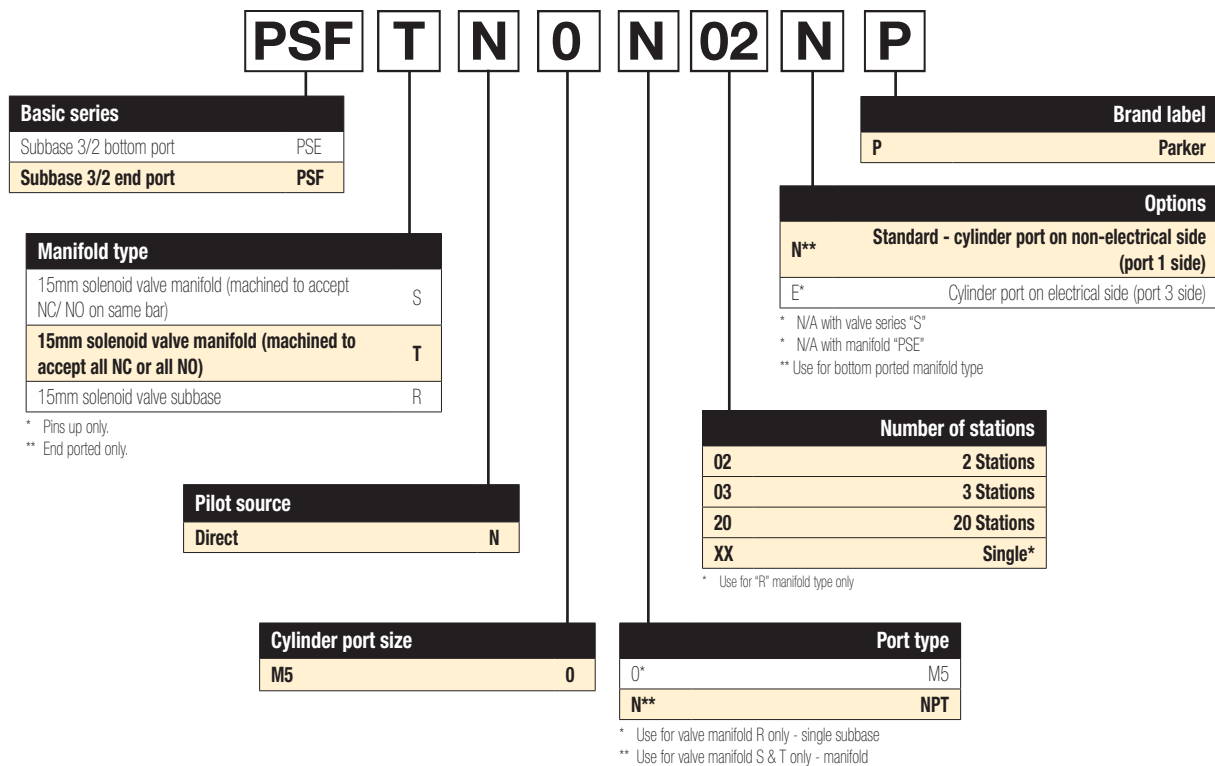 PSF T N 0 N 02 N P
Basic series
Subbase 3/2 bottom port PSE
Subbase 3/2 end port PSF
Brand label
P Parker
Options
N** Standard - cylinder port on non-electrical side
(port 1 side)
E* Cylinder port on electrical side (port 3 side)
* N/A with valve series "S"
* N/A with manifold "PSE"
** Use for bottom ported manifold type
Manifold type
15mm solenoid valve manifold (machined to accept
NC/ NO on same bar) S
15mm solenoid valve manifold (machined to
accept all NC or all NO) T
15mm solenoid valve subbase R
* Pins up only.
** End ported only.
Number of stations
02 2 Stations
03 3 Stations
20 20 Stations
XX Single*
* Use for "R" manifold type only
Pilot source
Direct N
Cylinder port size
M5 0
Port type
0* M5
N** NPT
* Use for valve manifold R only - single subbase
** Use for valve manifold S & T only - manifold